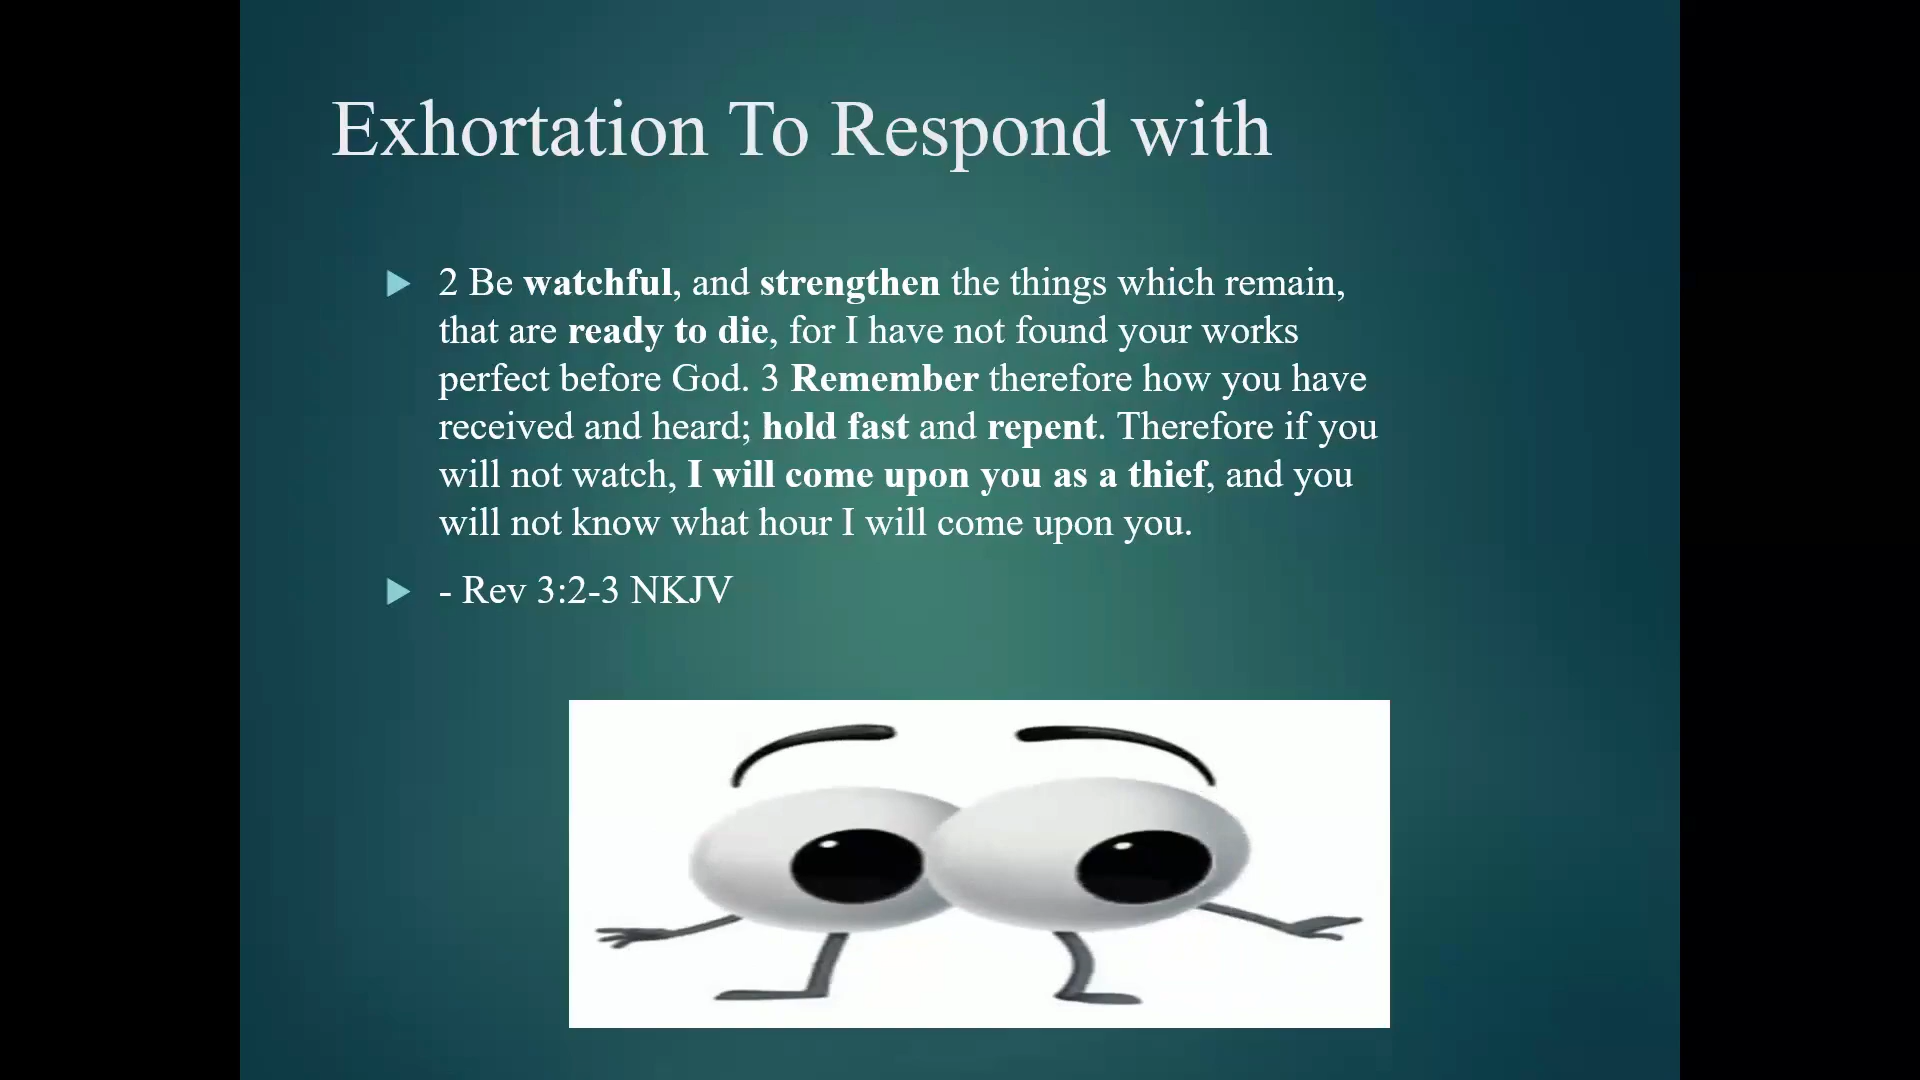 Exhortation To Respond with
2 Be watchful, and strengthen the things which remain,
that are ready to die, for I have not found your works
perfect before God. 3 Remember therefore how you have
received and heard; hold fast and repent. Therefore if you
will not watch, I will come upon you as a thief, and you
will not know what hour I will come upon you.
- Rev 3:2-3 NKJV